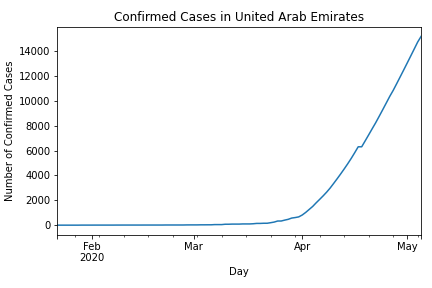 Confirmed Cases in United Arab Emirates
Number of Confirmed Cases
14000
12000
10000
8000
6000
4000
2000
0
Feb
2020
Mar
Apr
May
Day